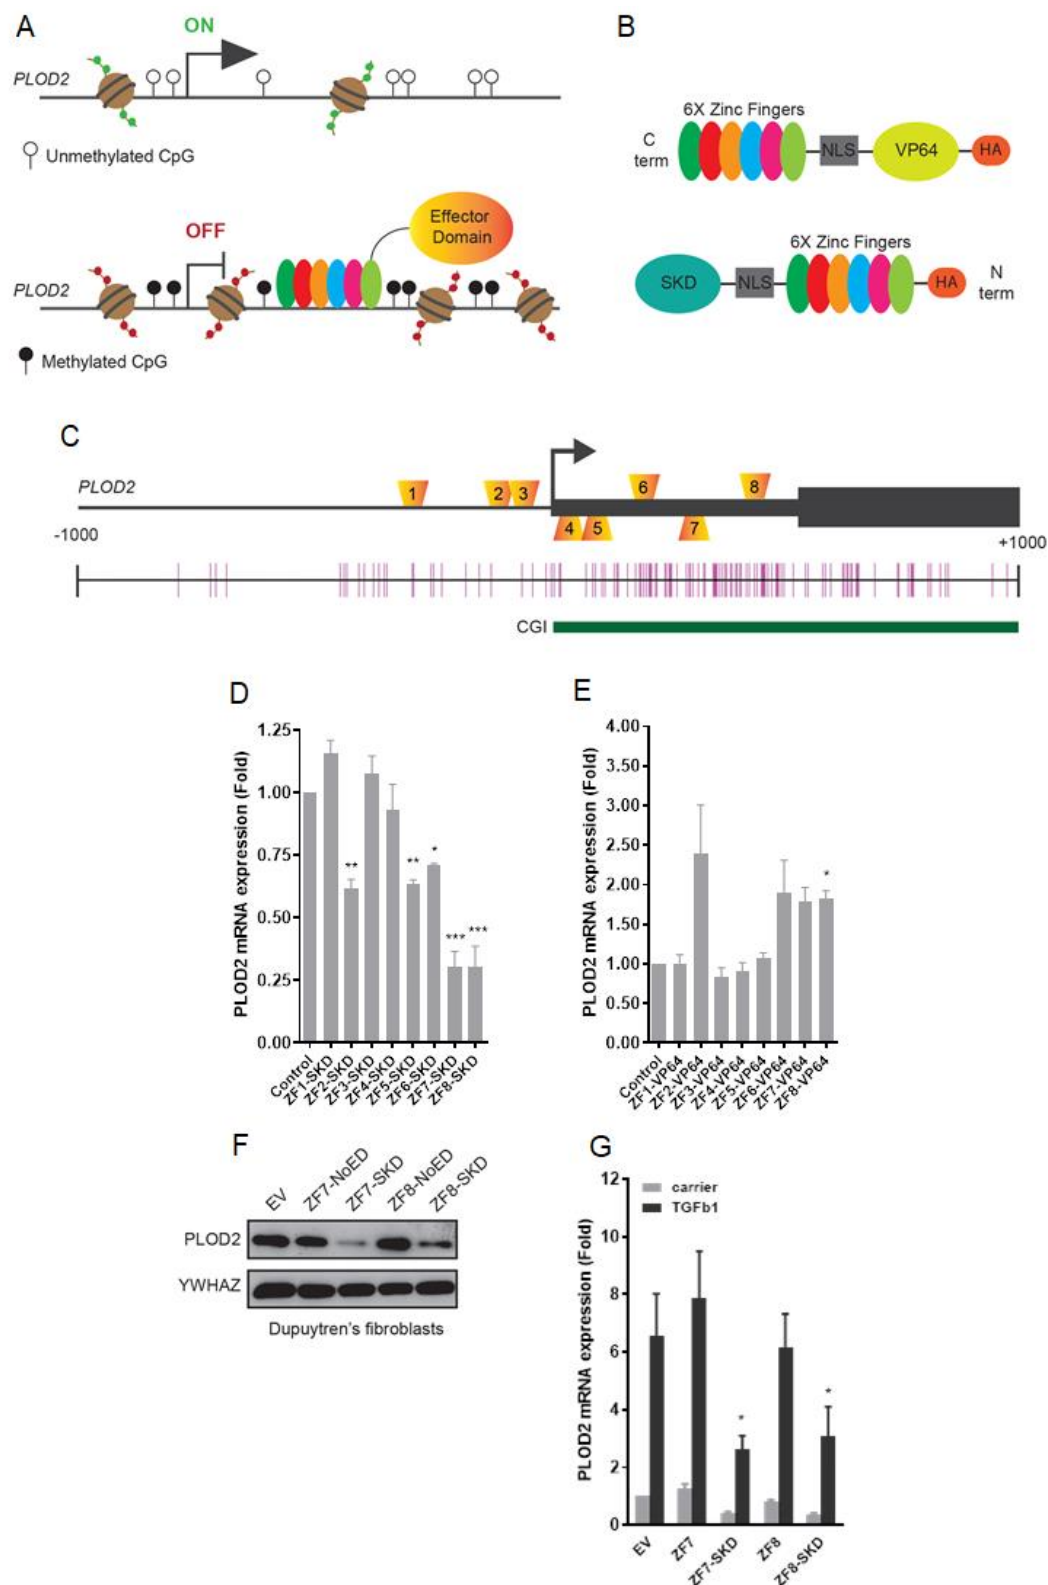 A
ON
PLOD2
Unmethylated CpG
OFF
Effector
Domain
PLOD2
Methylated CpG
B
6X Zinc Fingers
C
term
NLS
VP64
HA
6X Zinc Fingers
SKD
NLS
HA
N
term
C
PLOD2
1
2
3
6
8
4
5
7
-1000
+1000
CGI
D
PLOD2 mRNA expression (Fold)
1.25
1.00
0.75
0.50
0.25
0.00
**
**
*
***
***
Control
ZF1-SKD
ZF2-SKD
ZF3-SKD
ZF4-SKD
ZF5-SKD
ZF6-SKD
ZF7-SKD
ZF8-SKD
E
PLOD2 mRNA expression (Fold)
4.00
3.50
3.00
2.50
2.00
1.50
1.00
0.50
0.00
*
Control
ZF1-VP64
ZF2-VP64
ZF3-VP64
ZF4-VP64
ZF5-VP64
ZF6-VP64
ZF7-VP64
ZF8-VP64
F
EV
ZF7-NoED
ZF7-SKD
ZF8-NoED
ZF8-SKD
PLOD2
YWHAZ
Dupuytren's fibroblasts
G
PLOD2 mRNA expression (Fold)
12
10
8
6
4
2
0
carrier
TGFb1
*
*
EV
ZF7
ZF7-SKD
ZF8
ZF8-SKD